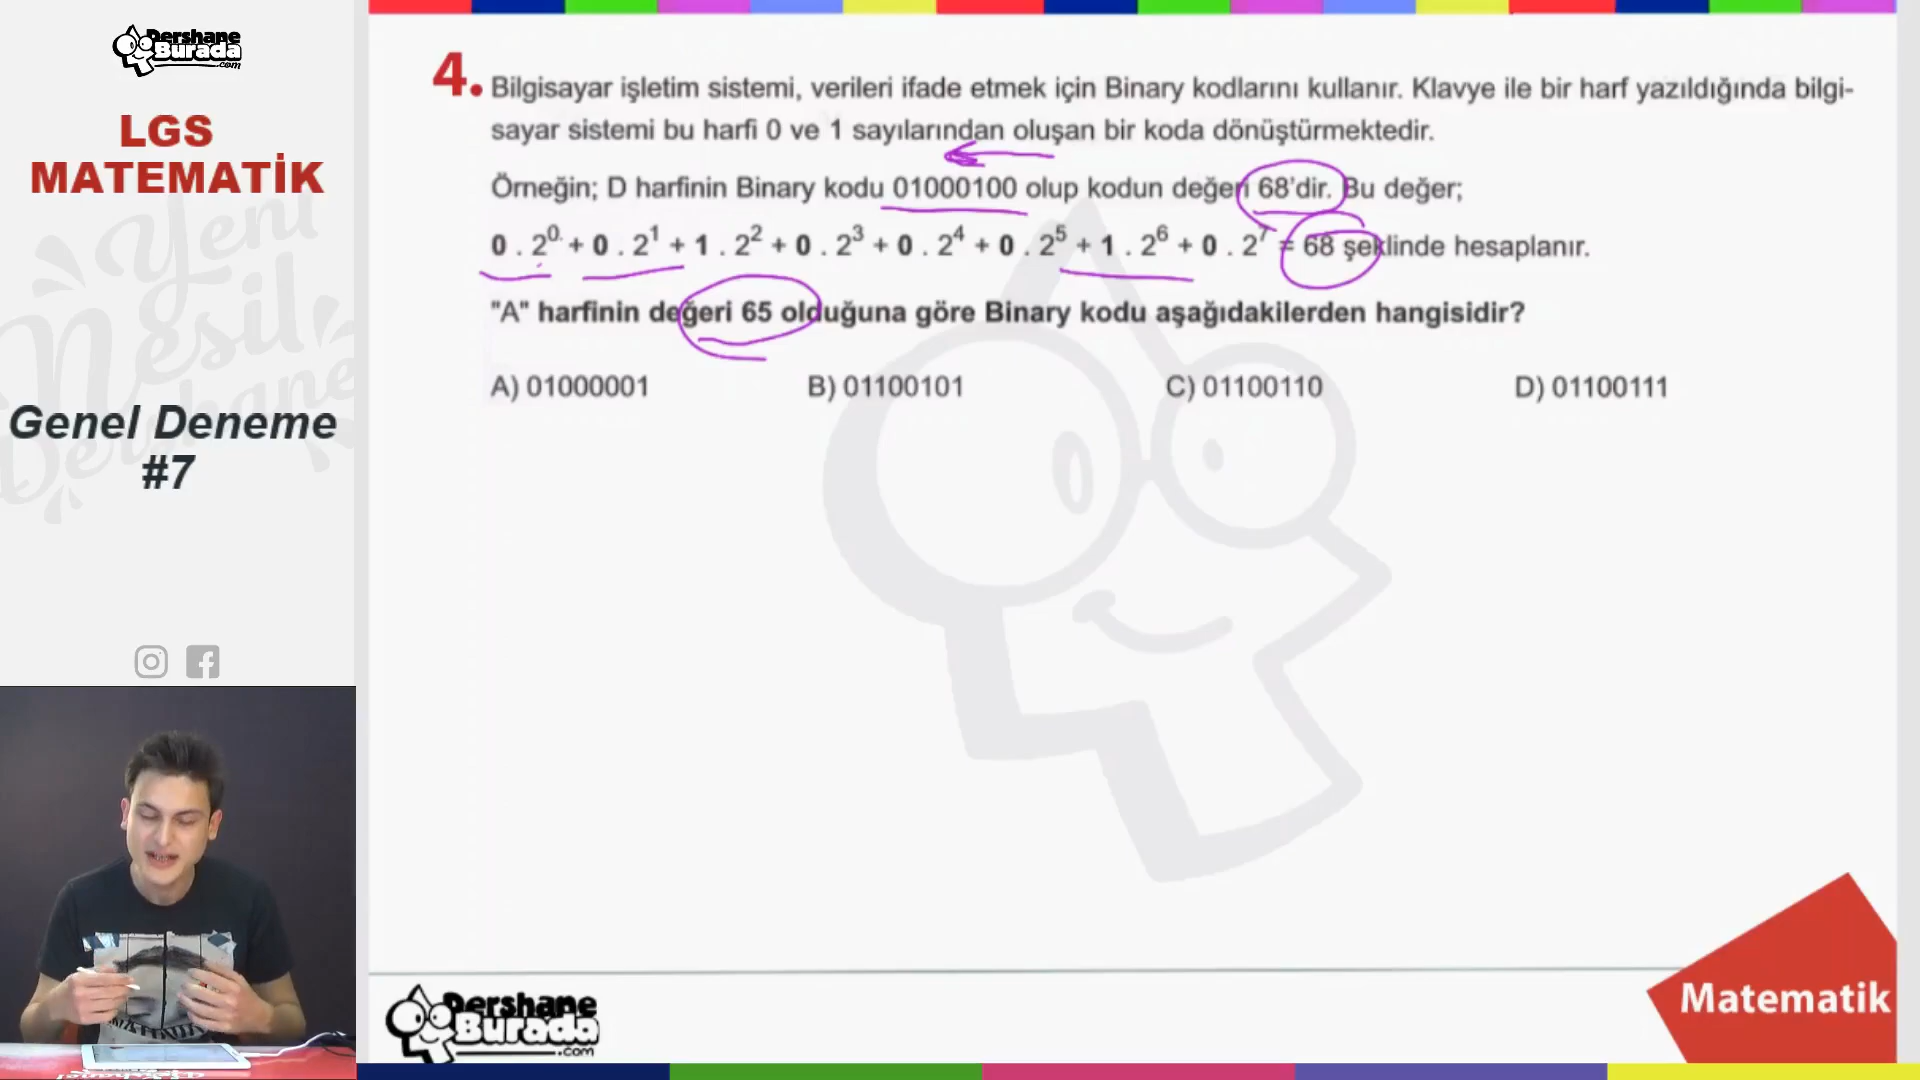 Dershane
Burada
.com
LGS
MATEMATİK
Yeni
Nesil
Dershane
Genel Deneme
#7
4. Bilgisayar işletim sistemi, verileri ifade etmek için Binary kodlarını kullanır. Klavye ile bir harf yazıldığında bilgi-
sayar sistemi bu harfi 0 ve 1 sayılarından oluşan bir koda dönüştürmektedir.
Örneğin; D harfinin Binary kodu 01000100 olup kodun değeri 68'dir. Bu değer;
0 . 2⁰ + 0 . 2¹ + 1 . 2² + 0 . 2³ + 0 . 2⁴ + 0 . 2⁵ + 1 . 2⁶ + 0 . 2⁷ = 68 şeklinde hesaplanır.
"A" harfinin değeri 65 olduğuna göre Binary kodu aşağıdakilerden hangisidir?
A) 01000001 B) 01100101 C) 01100110 D) 01100111
Matematik
Dershane
Burada
.com